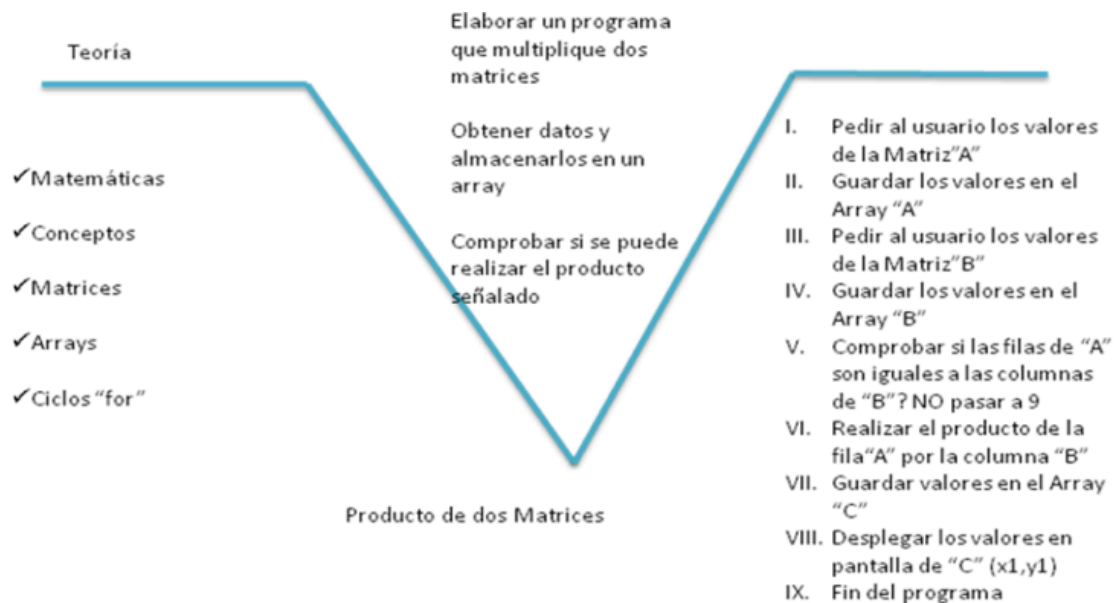 Teoría
✓Matemáticas
✓Conceptos
✓Matrices
✓Arrays
✓Ciclos "for"
Elaborar un programa
que multiplique dos
matrices
Obtener datos y
almacenarlos en un
array
Comprobar si se puede
realizar el producto
señalado
Producto de dos Matrices
I. Pedir al usuario los valores
de la Matriz"A"
II. Guardar los valores en el
Array "A"
III. Pedir al usuario los valores
de la Matriz"B"
IV. Guardar los valores en el
Array "B"
V. Comprobar si las filas de "A"
son iguales a las columnas
de "B"? NO pasar a 9
VI. Realizar el producto de la
fila"A" por la columna "B"
VII. Guardar valores en el Array
"C"
VIII. Desplegar los valores en
pantalla de "C" (x1,y1)
IX. Fin del programa